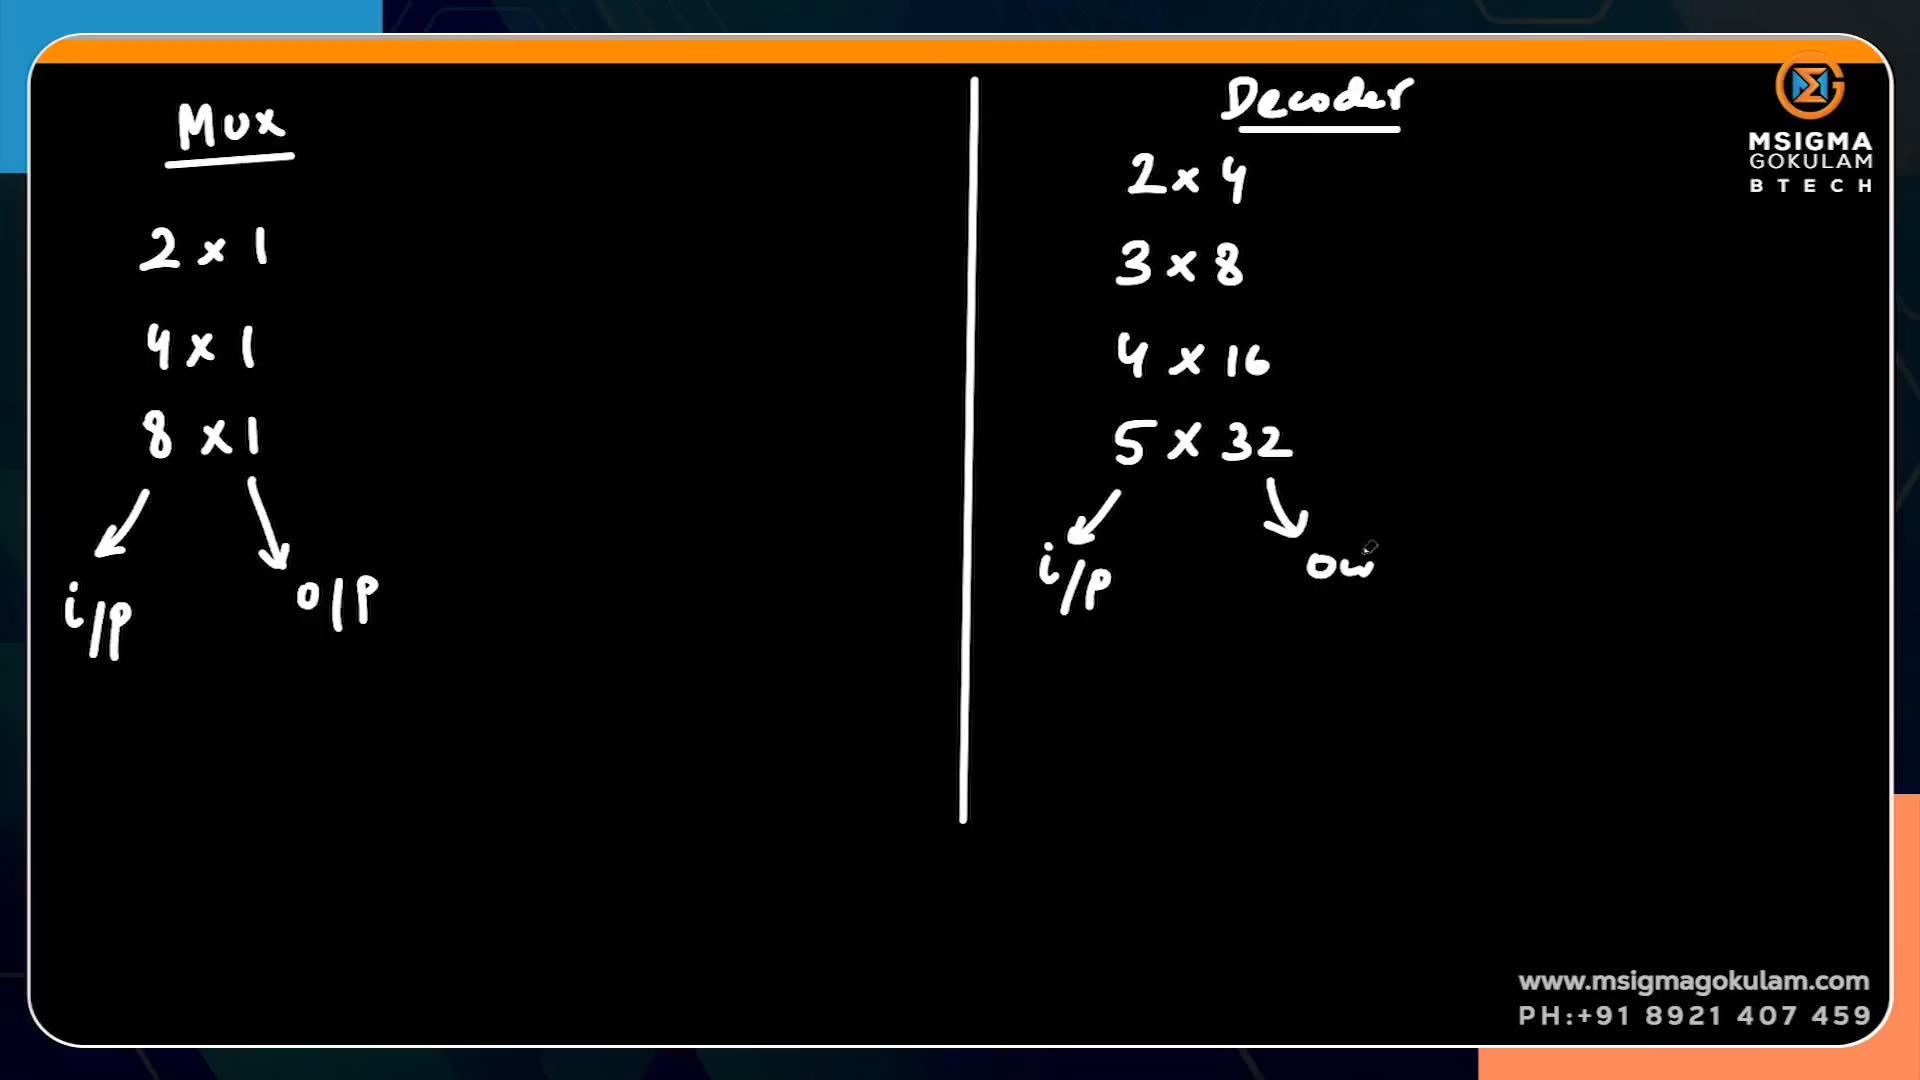 Mux
2 x 1
4 x 1
8 x 1
i/p
o/p
Decoder
2 x 4
3 x 8
4 x 16
5 x 32
i/p
ou
MSIGMA
GOKULAM
BTECH
www.msigmagokulam.com
PH:+91 8921 407 459